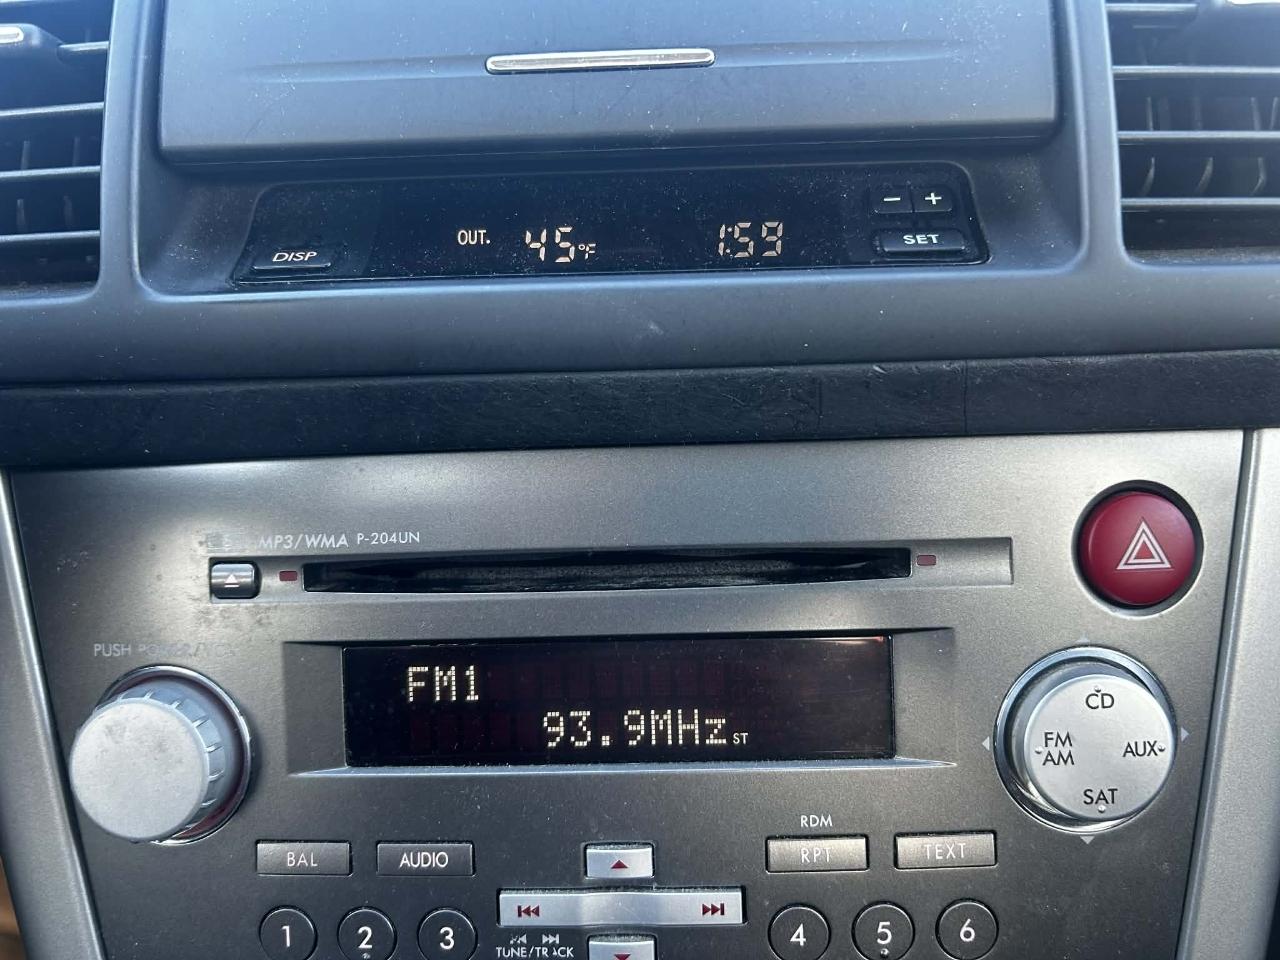 OUT. 45°F 1:59 − +
DISP SET
MP3/WMA P-204UN
PUSH POWER/VOL
FM1
93.9MHz ST
CD
FM AUX
AM
SAT
RDM
BAL AUDIO RPT TEXT
1 2 3 4 5 6
TUNE/TRACK